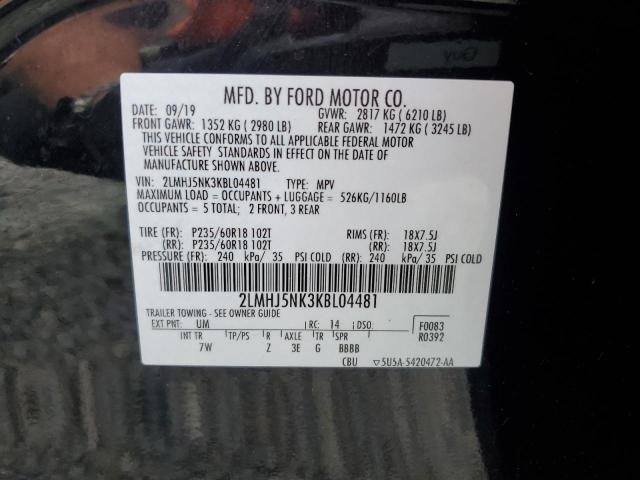 MFD. BY FORD MOTOR CO.
DATE: 09/19 GVWR: 2817 KG ( 6210 LB)
FRONT GAWR: 1352 KG ( 2980 LB) REAR GAWR: 1472 KG ( 3245 LB)
THIS VEHICLE CONFORMS TO ALL APPLICABLE FEDERAL MOTOR
VEHICLE SAFETY STANDARDS IN EFFECT ON THE DATE OF
MANUFACTURE SHOWN ABOVE.
VIN: 2LMHJ5NK3KBL04481 TYPE: MPV
MAXIMUM LOAD = OCCUPANTS + LUGGAGE = 526KG/1160LB
OCCUPANTS = 5 TOTAL; 2 FRONT, 3 REAR
TIRE (FR): P235/60R18 102T RIMS (FR): 18X7.5J
(RR): P235/60R18 102T (RR): 18X7.5J
PRESSURE (FR): 240 kPa/ 35 PSI COLD (RR): 240 kPa/ 35 PSI COLD
2LMHJ5NK3KBL04481
TRAILER TOWING - SEE OWNER GUIDE
EXT PNT: UM RC: 14 DSO: F0083
INT TR TP/PS R AXLE TR SPR R0392
7W Z 3E G BBBB
CBU ▽5U5A-5420472-AA